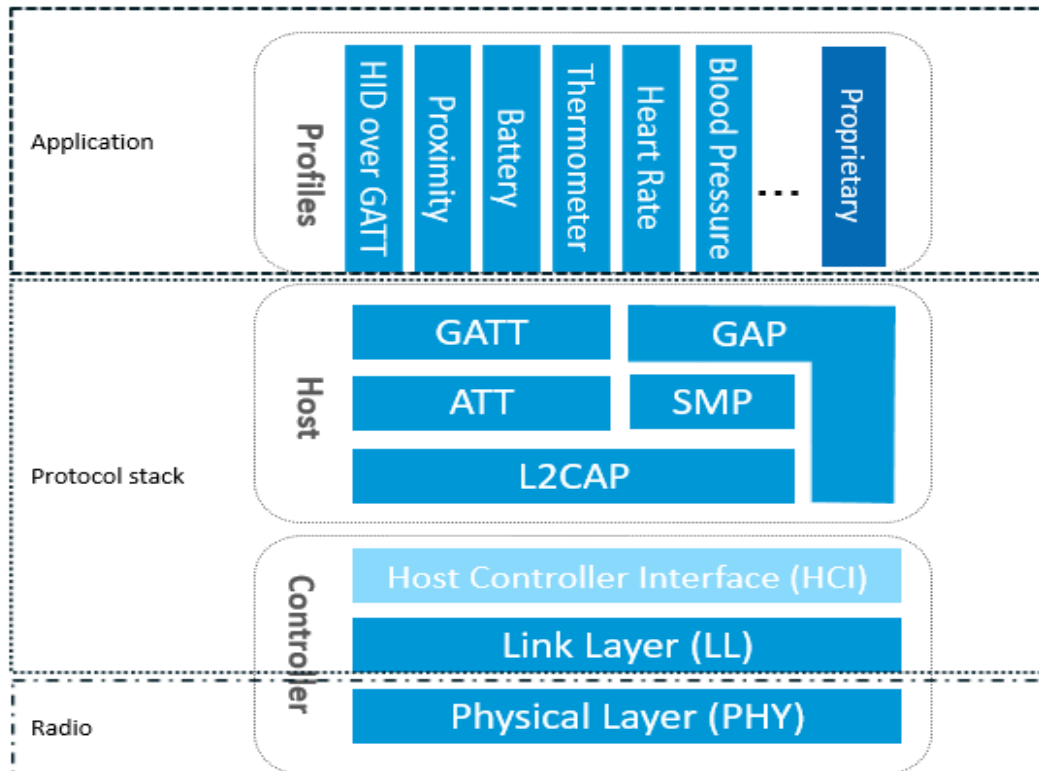 Application
Profiles
HID over GATT
Proximity
Battery
Thermometer
Heart Rate
Blood Pressure
...
Proprietary
Protocol stack
Host
GATT
GAP
ATT
SMP
L2CAP
Controller
Host Controller Interface (HCI)
Link Layer (LL)
Radio
Physical Layer (PHY)